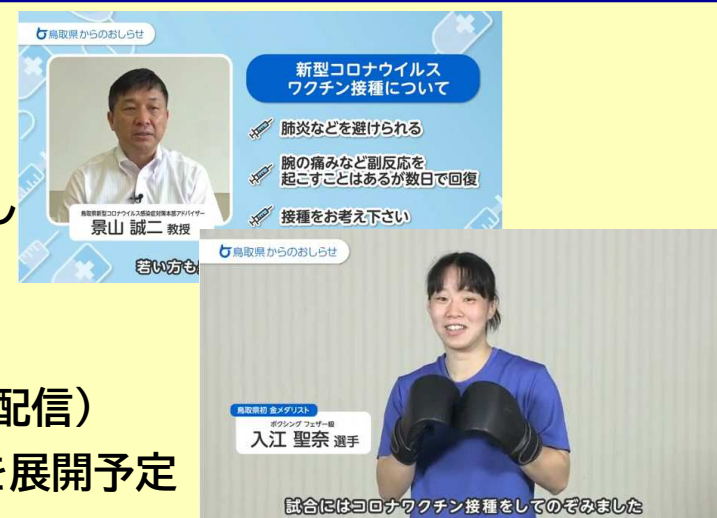 鳥取県からのおしらせ
新型コロナウイルス
ワクチン接種について
肺炎などを避けられる
腕の痛みなど副反応を
起こすことはあるが数日で回復
接種をお考え下さい
鳥取県新型コロナウイルス感染症対策本部アドバイザー
景山 誠二 教授
若い方も
し
鳥取県からのおしらせ
鳥取県初 金メダリスト
ボクシング フェザー級
入江 聖奈 選手
試合にはコロナワクチン接種をしてのぞみました
配信）
を展開予定